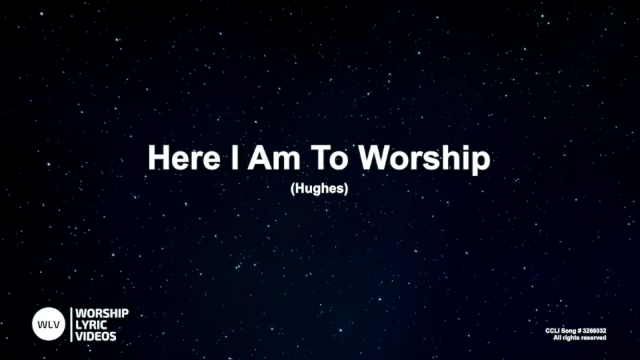 Here I Am To Worship
(Hughes)
WLV
WORSHIP
LYRIC
VIDEOS
CCLI Song # 3266032
All rights reserved